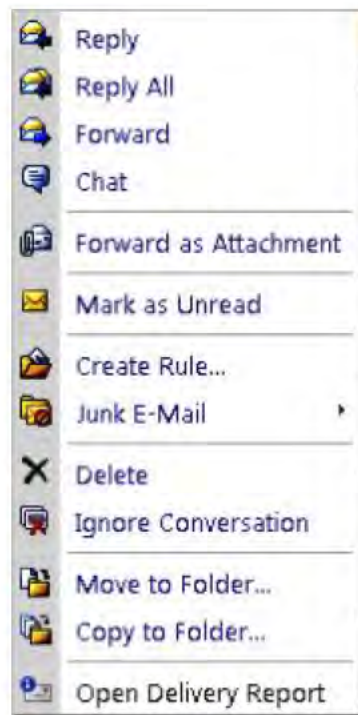 Reply
Reply All
Forward
Chat
Forward as Attachment
Mark as Unread
Create Rule...
Junk E-Mail
Delete
Ignore Conversation
Move to Folder...
Copy to Folder...
Open Delivery Report